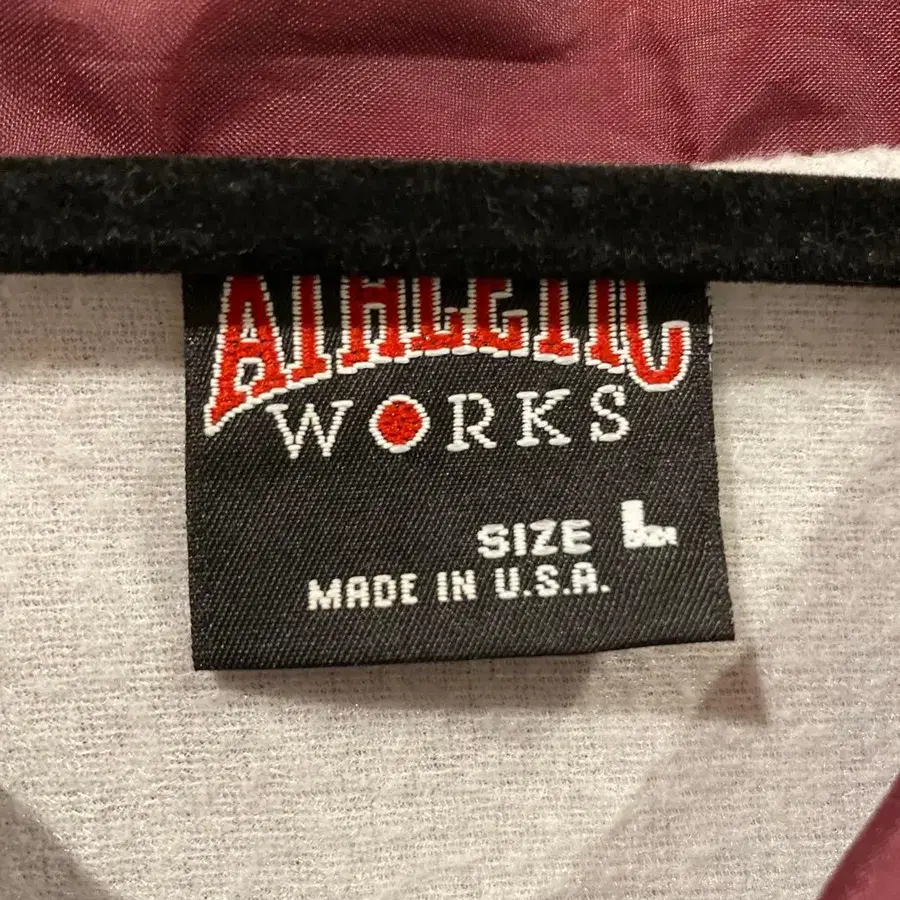 ATHLETIC
WORKS
SIZE L
MADE IN U.S.A.